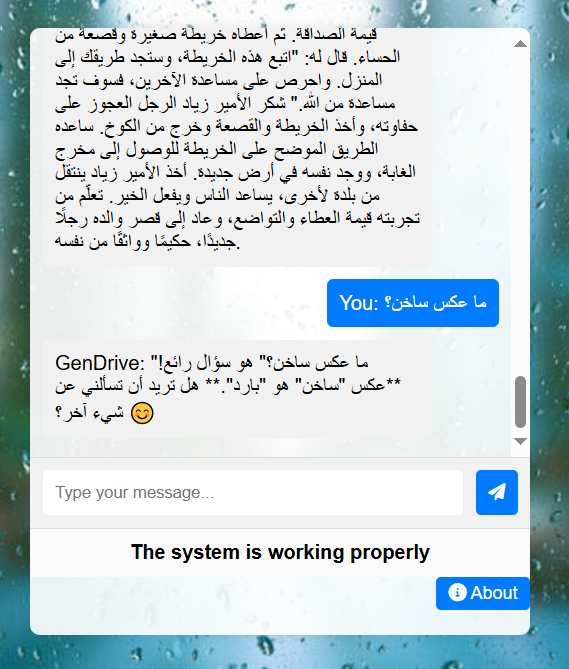 قيمة الصداقة. ثم أعطاه خريطة صغيرة وقصعة من
الحساء. قال له: "اتبع هذه الخريطة، وستجد طريقك إلى
المنزل. واحرص على مساعدة الآخرين، فسوف تجد
مساعدة من الله." شكر الأمير زياد الرجل العجوز على
حفاوته، وأخذ الخريطة والقصعة وخرج من الكوخ. ساعده
الطريق الموضح على الخريطة للوصول إلى مخرج
الغابة، ووجد نفسه في أرض جديدة. أخذ الأمير زياد ينتقل
من بلدة لأخرى، يساعد الناس ويفعل الخير. تعلّم من
تجربته قيمة العطاء والتواضع، وعاد إلى قصر والده رجلًا
جديدًا، حكيمًا وواثقًا من نفسه.
You: ما عكس ساخن؟
GenDrive: "ما عكس ساخن؟" هو سؤال رائع!
**عكس "ساخن" هو "بارد".** هل تريد أن تسألني عن
شيء آخر؟ 😊
Type your message...
The system is working properly
About